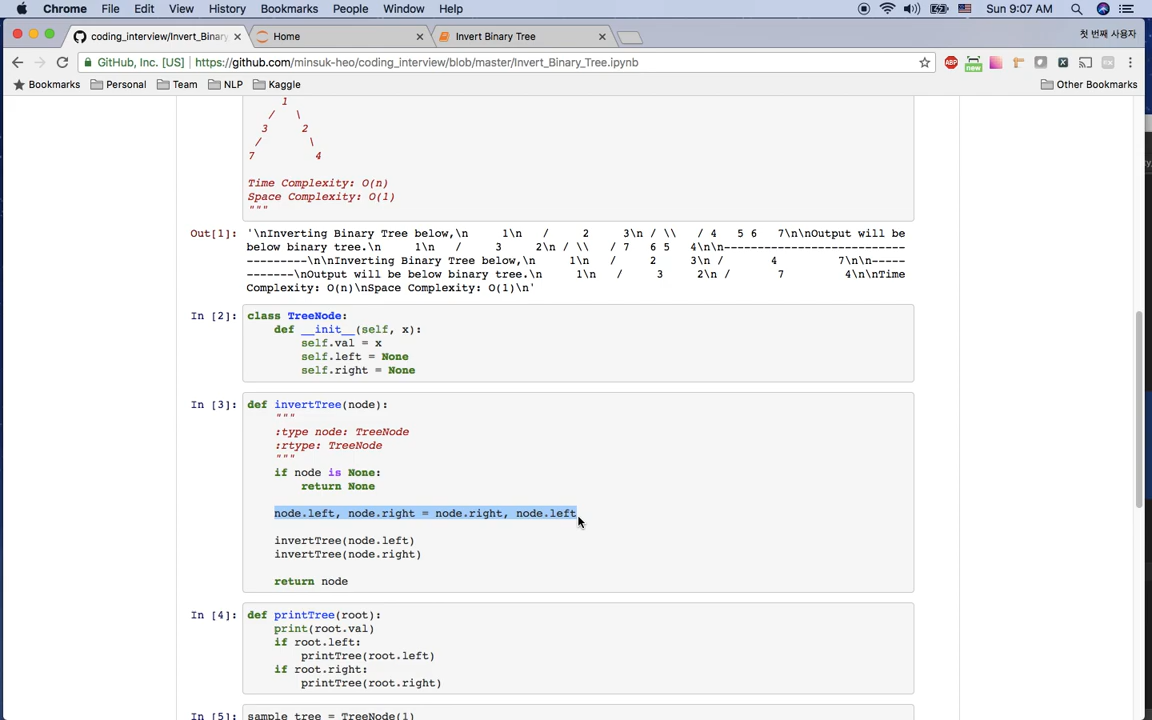 Chrome File Edit View History Bookmarks People Window Help Sun 9:07 AM
coding_interview/Invert_Binary Home Invert Binary Tree 첫 번째 사용자
GitHub, Inc. [US] https://github.com/minsuk-heo/coding_interview/blob/master/Invert_Binary_Tree.ipynb ABP new
Bookmarks Personal Team NLP Kaggle Other Bookmarks
1
/ \
3 2
/ \
7 4
Time Complexity: O(n)
Space Complexity: O(1)
"""
Out[1]: '\nInverting Binary Tree below,\n 1\n / 2 3\n / \\ / 4 5 6 7\n\nOutput will be
below binary tree.\n 1\n / 3 2\n / \\ / 7 6 5 4\n\n---------------------------
---------\n\nInverting Binary Tree below,\n 1\n / 2 3\n / 4 7\n\n-----
-------\nOutput will be below binary tree.\n 1\n / 3 2\n / 7 4\n\nTime
Complexity: O(n)\nSpace Complexity: O(1)\n'
In [2]: class TreeNode:
def __init__(self, x):
self.val = x
self.left = None
self.right = None
In [3]: def invertTree(node):
"""
:type node: TreeNode
:rtype: TreeNode
"""
if node is None:
return None
node.left, node.right = node.right, node.left
invertTree(node.left)
invertTree(node.right)
return node
In [4]: def printTree(root):
print(root.val)
if root.left:
printTree(root.left)
if root.right:
printTree(root.right)
In [5]: sample_tree = TreeNode(1)